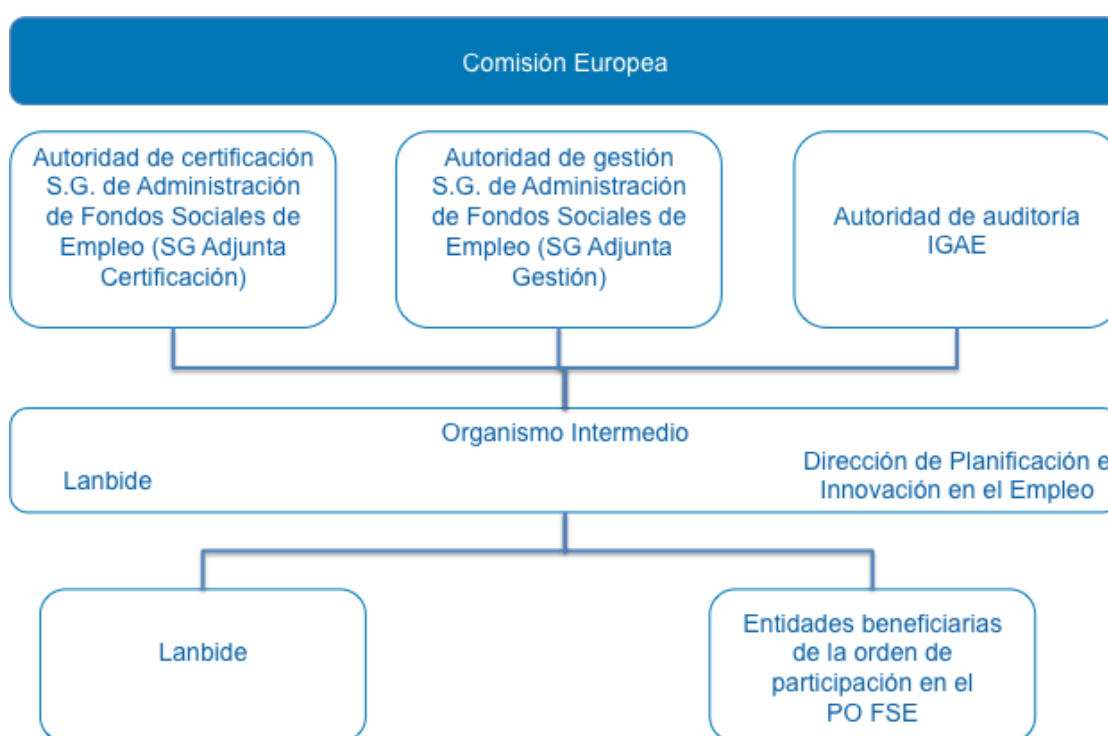 Comisión Europea
Autoridad de certificación
S.G. de Administración
de Fondos Sociales de
Empleo (SG Adjunta
Certificación)
Autoridad de gestión
S.G. de Administración
de Fondos Sociales de
Empleo (SG Adjunta
Gestión)
Autoridad de auditoría
IGAE
Organismo Intermedio
Lanbide
Dirección de Planificación e
Innovación en el Empleo
Lanbide
Entidades beneficiarias
de la orden de
participación en el
PO FSE